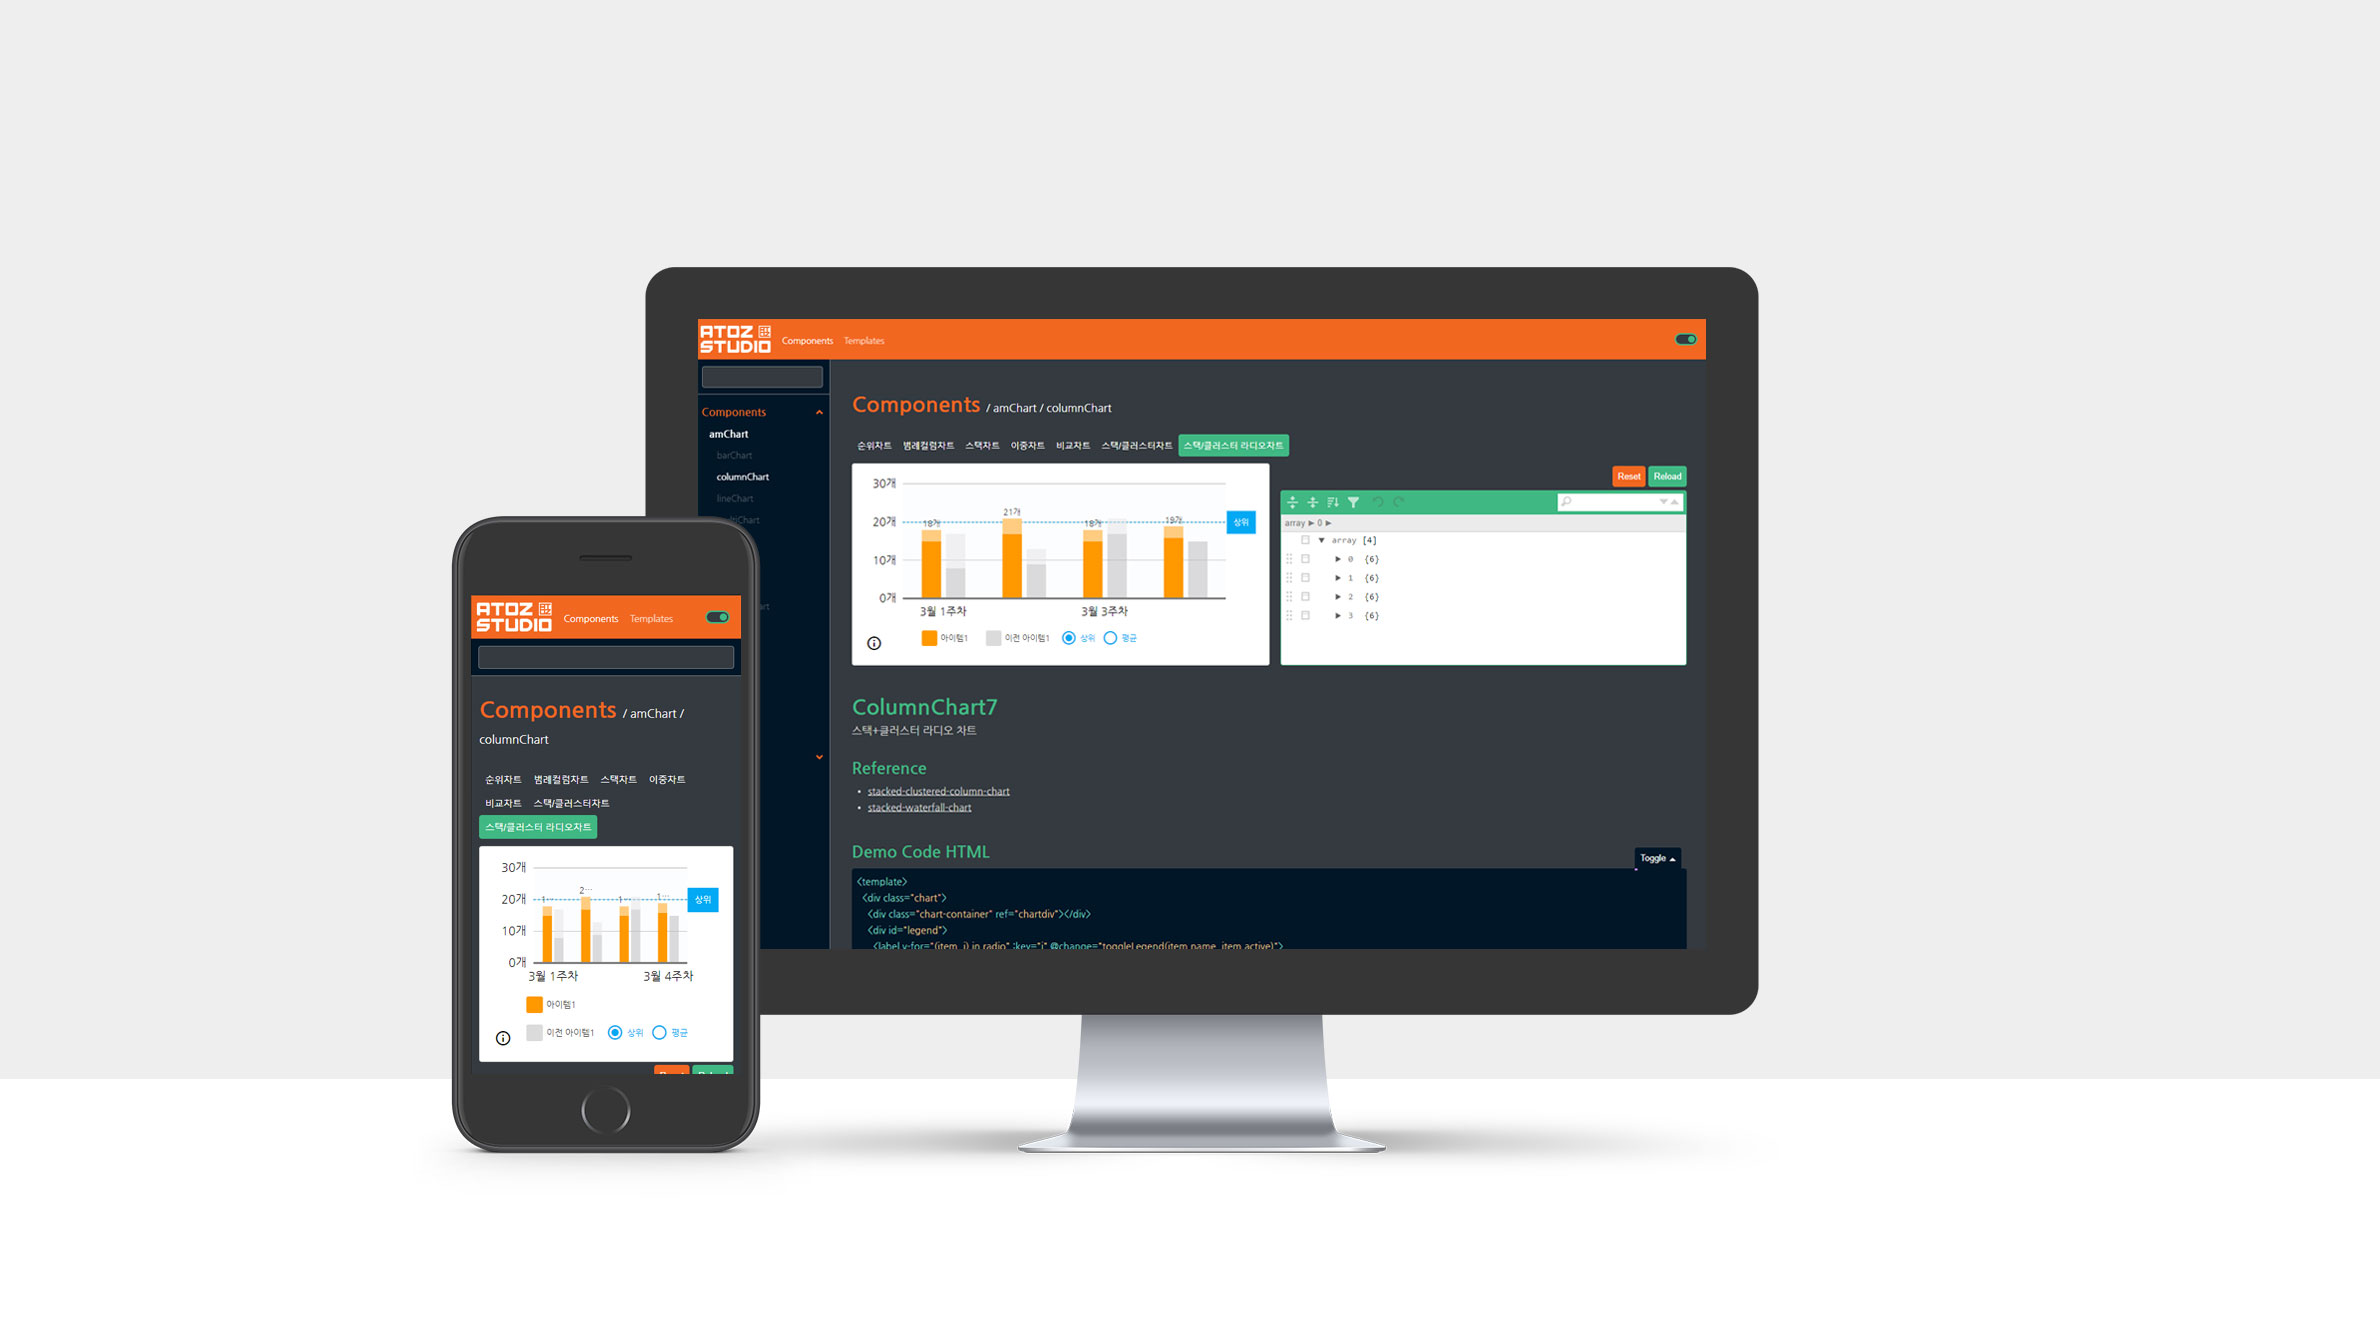 ATOZ
STUDIO
Components
Templates
Components
amChart
barChart
columnChart
lineChart
Components / amChart / columnChart
순위차트 범례컬럼차트 스택차트 이중차트 비교차트 스택/클러스터차트 스택/클러스터 라디오차트
30개
20개
10개
0개
18개
21개
18개
19개
상위
3월 1주차
3월 3주차
아이템1
이전 아이템1
상위
평균
Reset
Reload
array ▶ 0 ▶
▼ array [4]
▶ 0 {6}
▶ 1 {6}
▶ 2 {6}
▶ 3 {6}
ColumnChart7
스택+클러스터 라디오 차트
Reference
• stacked-clustered-column-chart
• stacked-waterfall-chart
Demo Code HTML
Toggle
<template>
<div class="chart">
<div class="chart-container" ref="chartdiv"></div>
<div id="legend">
<label v-for="(item, i) in radio" :key="i" @change="toggleLegend(item.name, item.active)">
ATOZ
STUDIO
Components
Templates
Components / amChart /
columnChart
순위차트 범례컬럼차트 스택차트 이중차트
비교차트 스택/클러스터차트
스택/클러스터 라디오차트
30개
20개
10개
0개
1…
2…
1…
1…
상위
3월 1주차
3월 4주차
아이템1
이전 아이템1
상위
평균